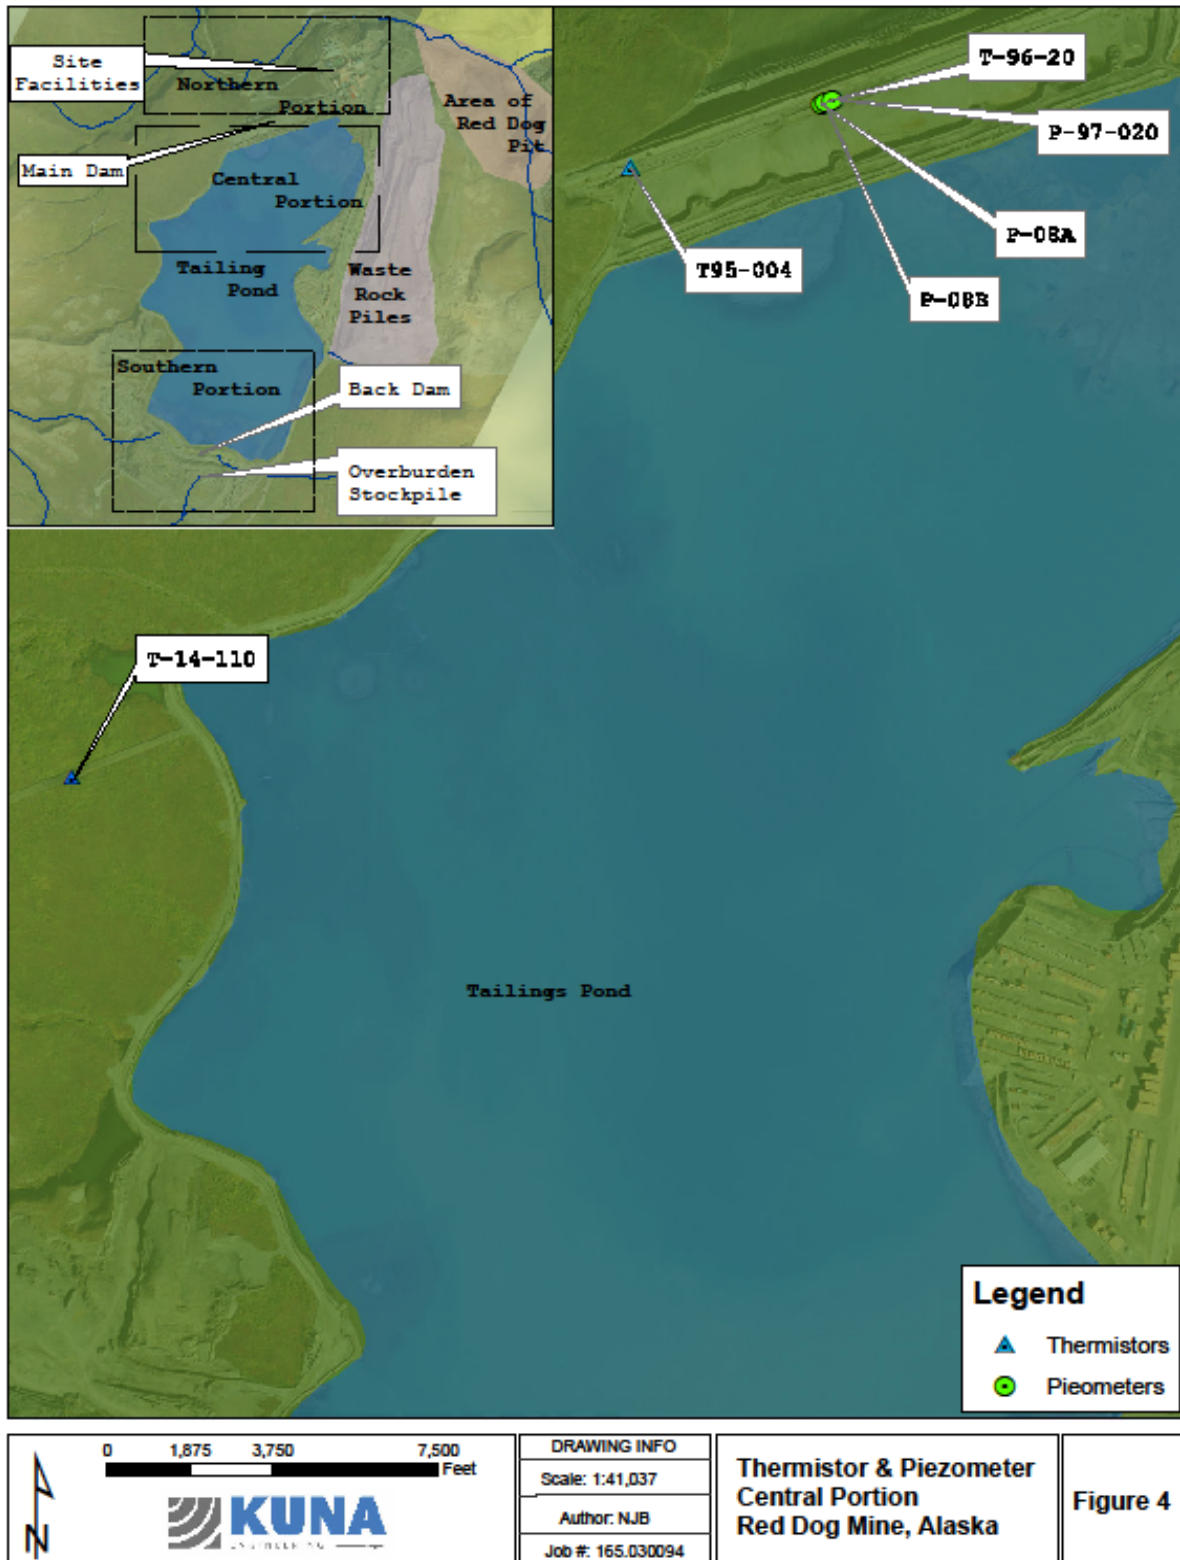 Site
Facilities
Northern
Portion
Area of
Red Dog
Pit
Main Dam
Central
Portion
Tailing
Pond
Waste
Rock
Piles
Southern
Portion
Back Dam
Overburden
Stockpile
T-96-20
P-97-020
P-08A
P-08B
T95-004
T-14-110
Tailings Pond
Legend
Thermistors
Pieometers
0 1,875 3,750 7,500
Feet
N
KUNA
ENGINEERING
DRAWING INFO
Scale: 1:41,037
Author: NJB
Job #: 165.030094
Thermistor & Piezometer
Central Portion
Red Dog Mine, Alaska
Figure 4